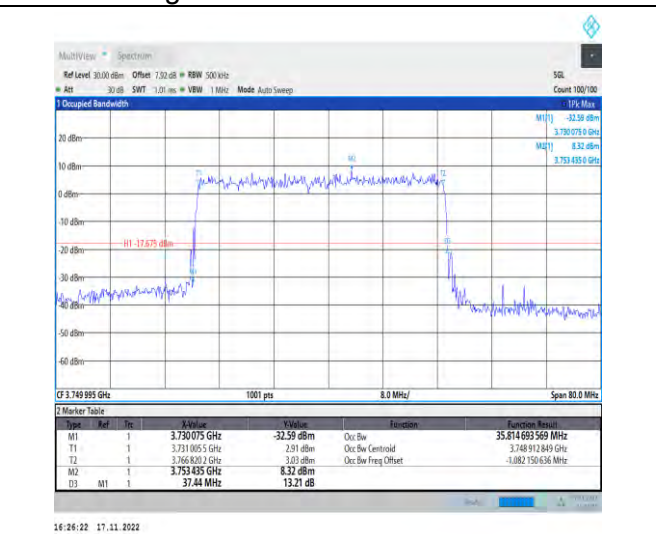 MultiView Spectrum
Ref Level 30.00 dBm Offset 7.92 dB RBW 500 kHz SGL
Att 30 dB SWT 1.01 ms VBW 1 MHz Mode Auto Sweep Count 100/100
1 Occupied Bandwidth 1Pk Max
M1[1] -32.59 dBm
3.730 075 0 GHz
M2[1] 8.32 dBm
3.753 435 0 GHz
20 dBm
M2
10 dBm
T1 T2
0 dBm
-10 dBm
H1 -17.675 dBm
-20 dBm
-30 dBm
-40 dBm
-50 dBm
-60 dBm
CF 3.749 995 GHz 1001 pts 8.0 MHz/ Span 80.0 MHz
2 Marker Table
Type Ref Trc X-Value Y-Value Function Function Result
M1 1 3.730 075 GHz -32.59 dBm Occ Bw 35.814 693 569 MHz
T1 1 3.731 005 5 GHz 2.91 dBm Occ Bw Centroid 3.748 912 849 GHz
T2 1 3.766 820 2 GHz 3.03 dBm Occ Bw Freq Offset -1.082 150 636 MHz
M2 1 3.753 435 GHz 8.32 dBm
D3 M1 1 37.44 MHz 13.21 dB
16:26:22 17.11.2022